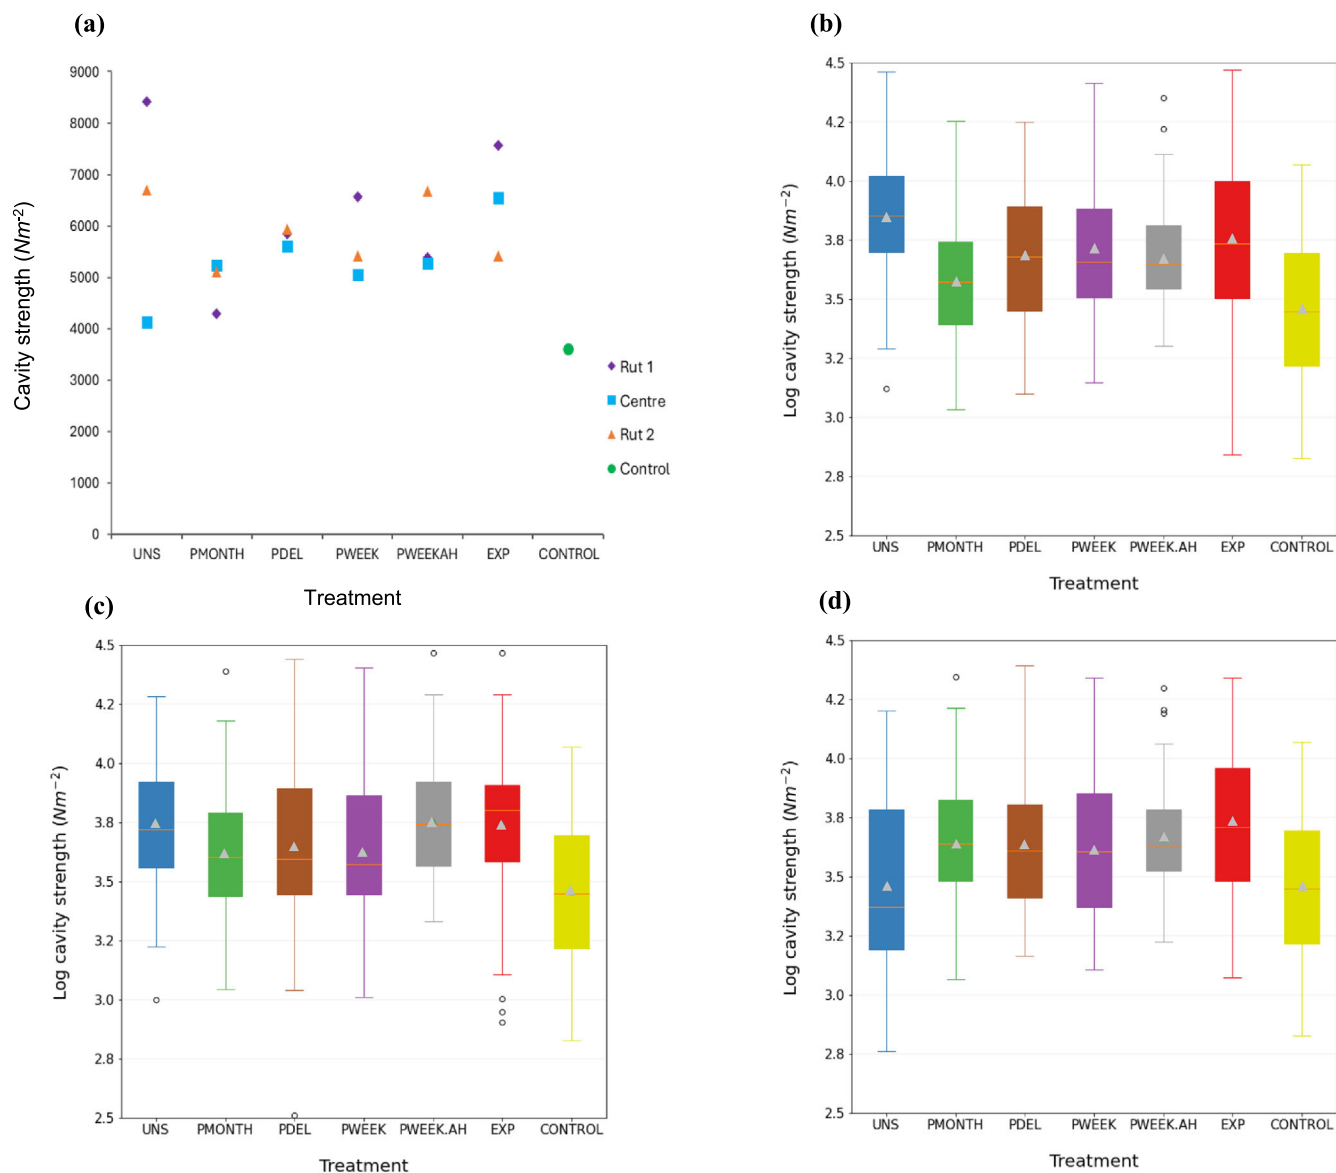 (a)
9000
8000
7000
6000
5000
4000
3000
2000
1000
0
Cavity strength (Nm⁻²)
UNS PMONTH PDEL PWEEK PWEEKAH EXP CONTROL
Treatment
Rut 1
Centre
Rut 2
Control
(b)
4.5
4.2
4.0
3.8
3.5
3.2
3.0
2.8
2.5
Log cavity strength (Nm⁻²)
UNS PMONTH PDEL PWEEK PWEEK.AH EXP CONTROL
Treatment
(c)
4.5
4.2
4.0
3.8
3.5
3.2
3.0
2.8
2.5
Log cavity strength (Nm⁻²)
UNS PMONTH PDEL PWEEK PWEEK.AH EXP CONTROL
Treatment
(d)
4.5
4.2
4.0
3.8
3.5
3.2
3.0
2.8
2.5
Log cavity strength (Nm⁻²)
UNS PMONTH PDEL PWEEK PWEEK.AH EXP CONTROL
Treatment